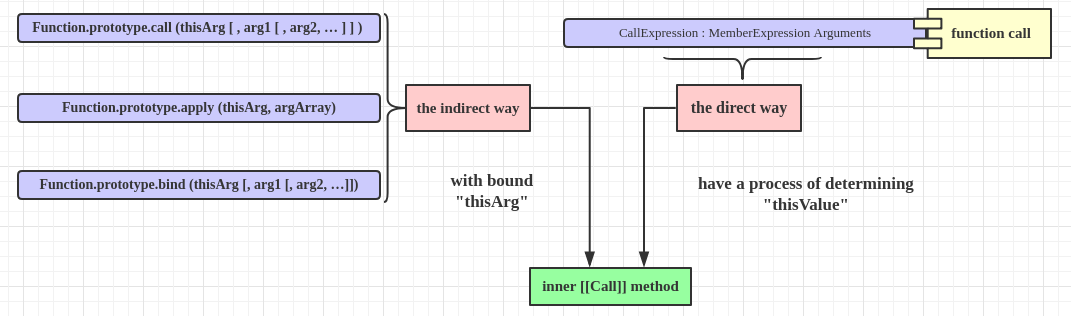 Function.prototype.call (thisArg [ , arg1 [ , arg2, … ] ] )
CallExpression : MemberExpression Arguments
function call
Function.prototype.apply (thisArg, argArray)
the indirect way
the direct way
Function.prototype.bind (thisArg [, arg1 [, arg2, …]])
with bound
"thisArg"
have a process of determining
"thisValue"
inner [[Call]] method